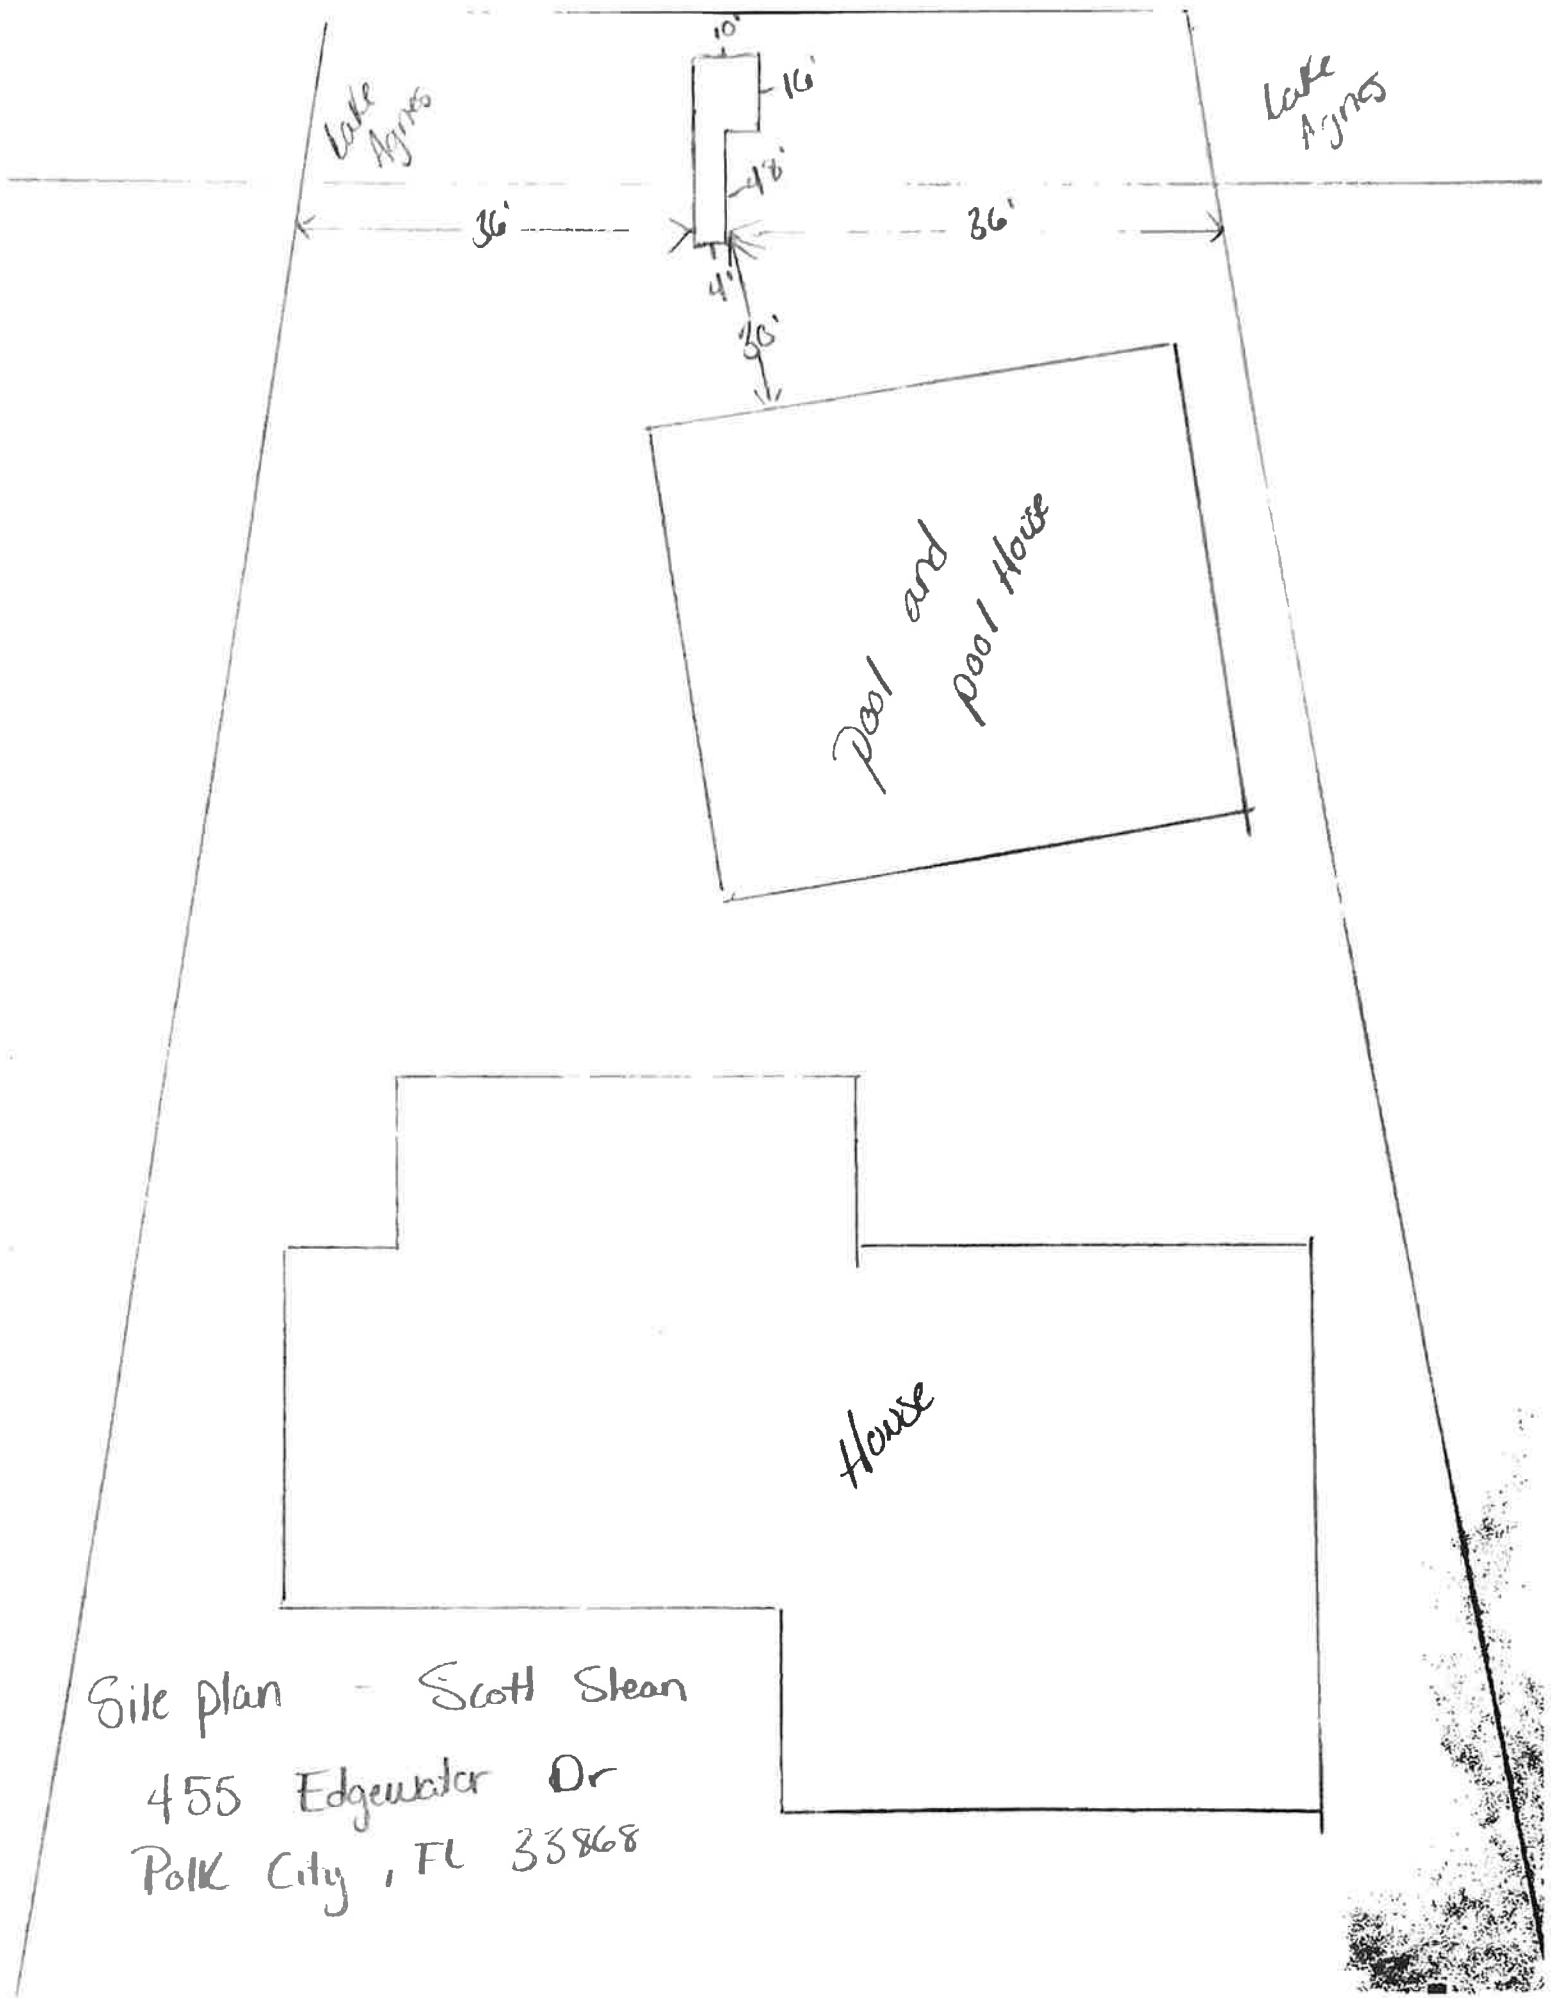 10'
16'
Lake
Agnes
Lake
Agnes
48'
36'
36'
4'
30'
Pool and
pool House
House
Site plan - Scott Stean
455 Edgewater Dr
Polk City, FL 33868